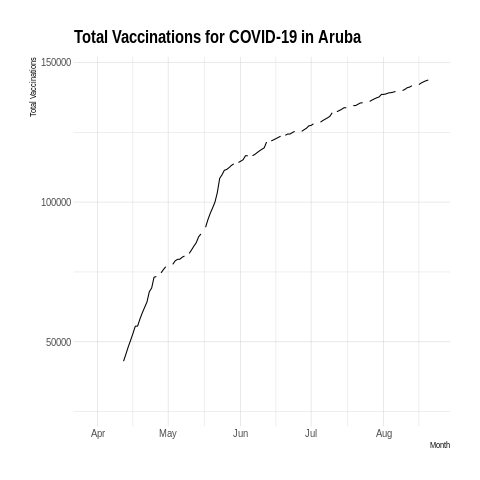 Total Vaccinations for COVID-19 in Aruba
Total Vaccinations
150000
100000
50000
Apr May Jun Jul Aug
Month